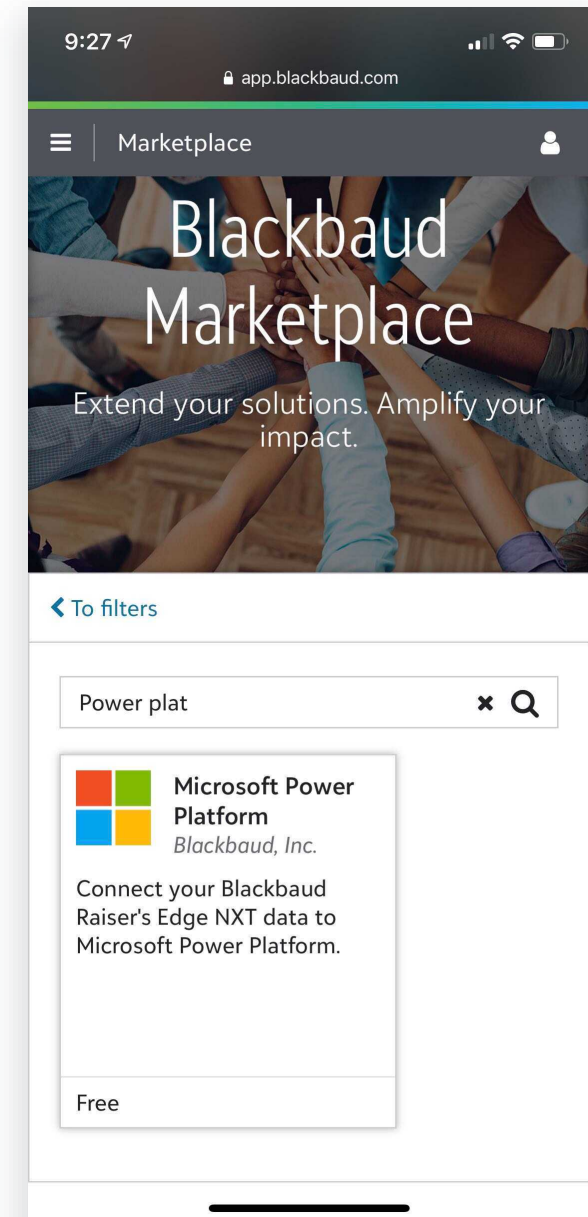 9:27
app.blackbaud.com
Marketplace
Blackbaud
Marketplace
Extend your solutions. Amplify your
impact.
To filters
Power plat
Microsoft Power
Platform
Blackbaud, Inc.
Connect your Blackbaud
Raiser's Edge NXT data to
Microsoft Power Platform.
Free